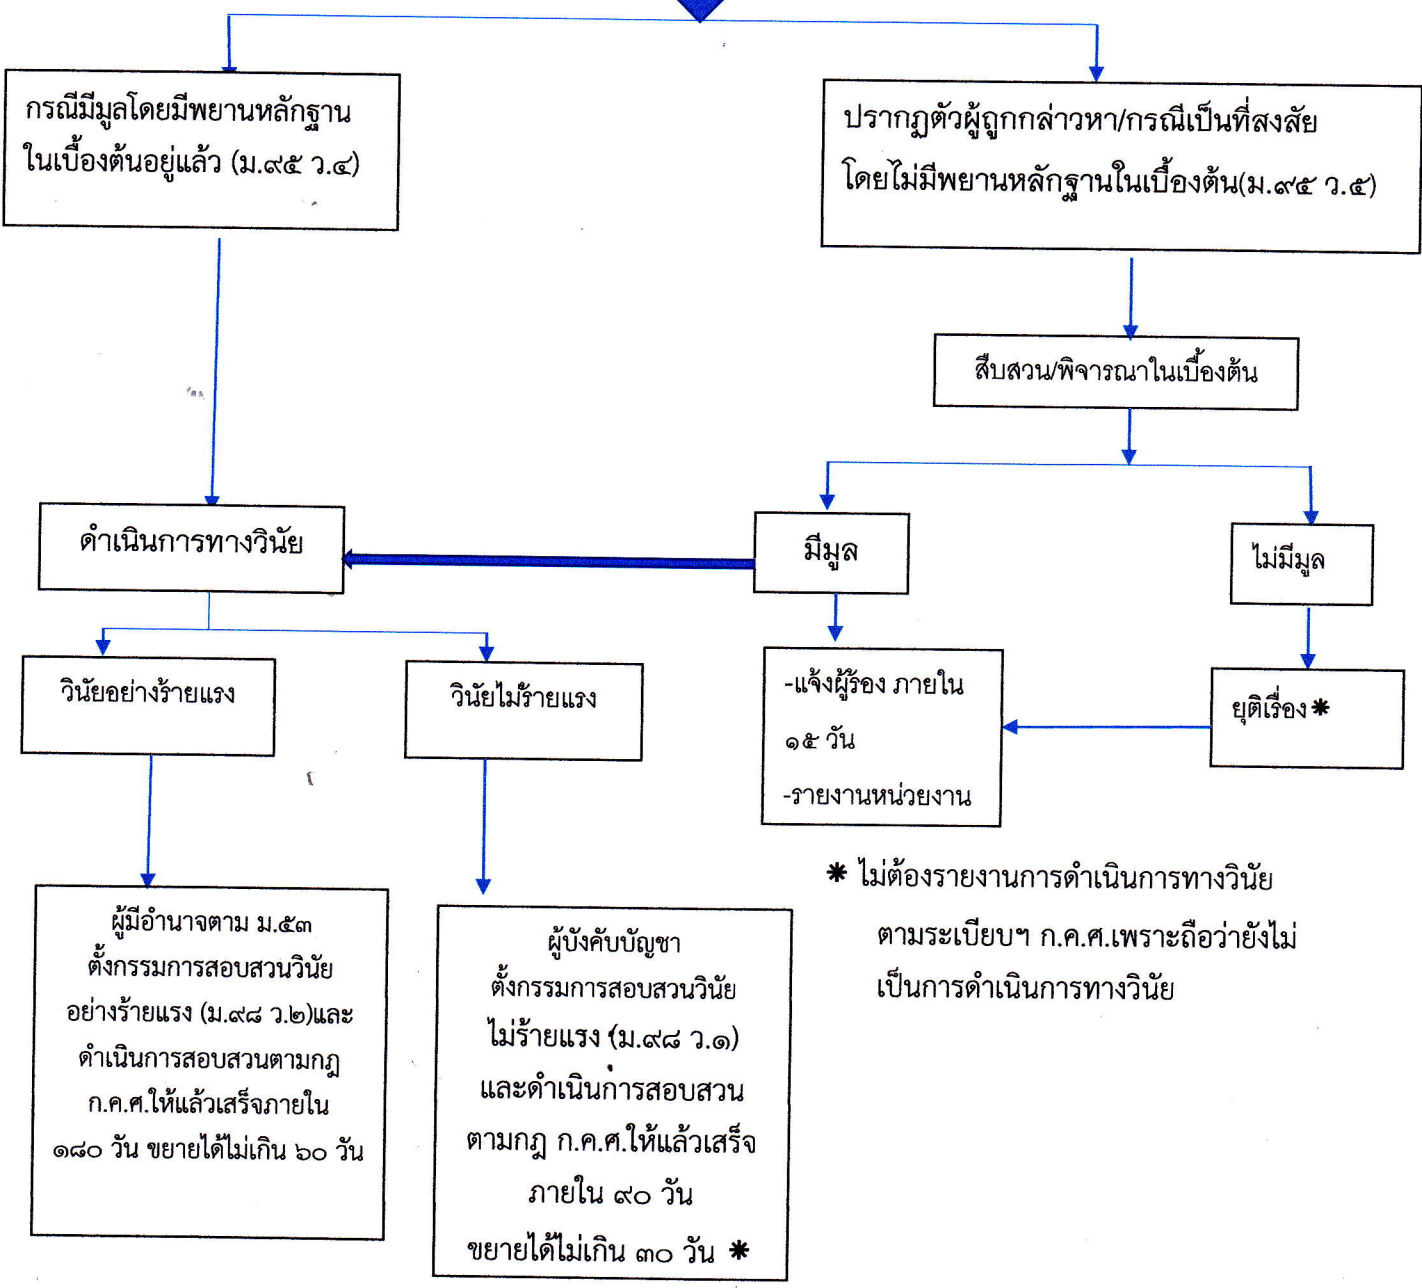 กรณีมีมูลโดยมีพยานหลักฐาน
ในเบื้องต้นอยู่แล้ว (ม.๙๕ ว.๔)
ปรากฏตัวผู้ถูกกล่าวหา/กรณีเป็นที่สงสัย
โดยไม่มีพยานหลักฐานในเบื้องต้น(ม.๙๕ ว.๕)
สืบสวน/พิจารณาในเบื้องต้น
ดำเนินการทางวินัย
มีมูล
ไม่มีมูล
วินัยอย่างร้ายแรง
วินัยไม่ร้ายแรง
-แจ้งผู้ร้อง ภายใน
๑๕ วัน
-รายงานหน่วยงาน
ยุติเรื่อง*
ผู้มีอำนาจตาม ม.๕๓
ตั้งกรรมการสอบสวนวินัย
อย่างร้ายแรง (ม.๙๘ ว.๒)และ
ดำเนินการสอบสวนตามกฎ
ก.ค.ศ.ให้แล้วเสร็จภายใน
๑๘๐ วัน ขยายได้ไม่เกิน ๖๐ วัน
ผู้บังคับบัญชา
ตั้งกรรมการสอบสวนวินัย
ไม่ร้ายแรง (ม.๙๘ ว.๑)
และดำเนินการสอบสวน
ตามกฎ ก.ค.ศ.ให้แล้วเสร็จ
ภายใน ๙๐ วัน
ขยายได้ไม่เกิน ๓๐ วัน *
* ไม่ต้องรายงานการดำเนินการทางวินัย
ตามระเบียบฯ ก.ค.ศ.เพราะถือว่ายังไม่
เป็นการดำเนินการทางวินัย